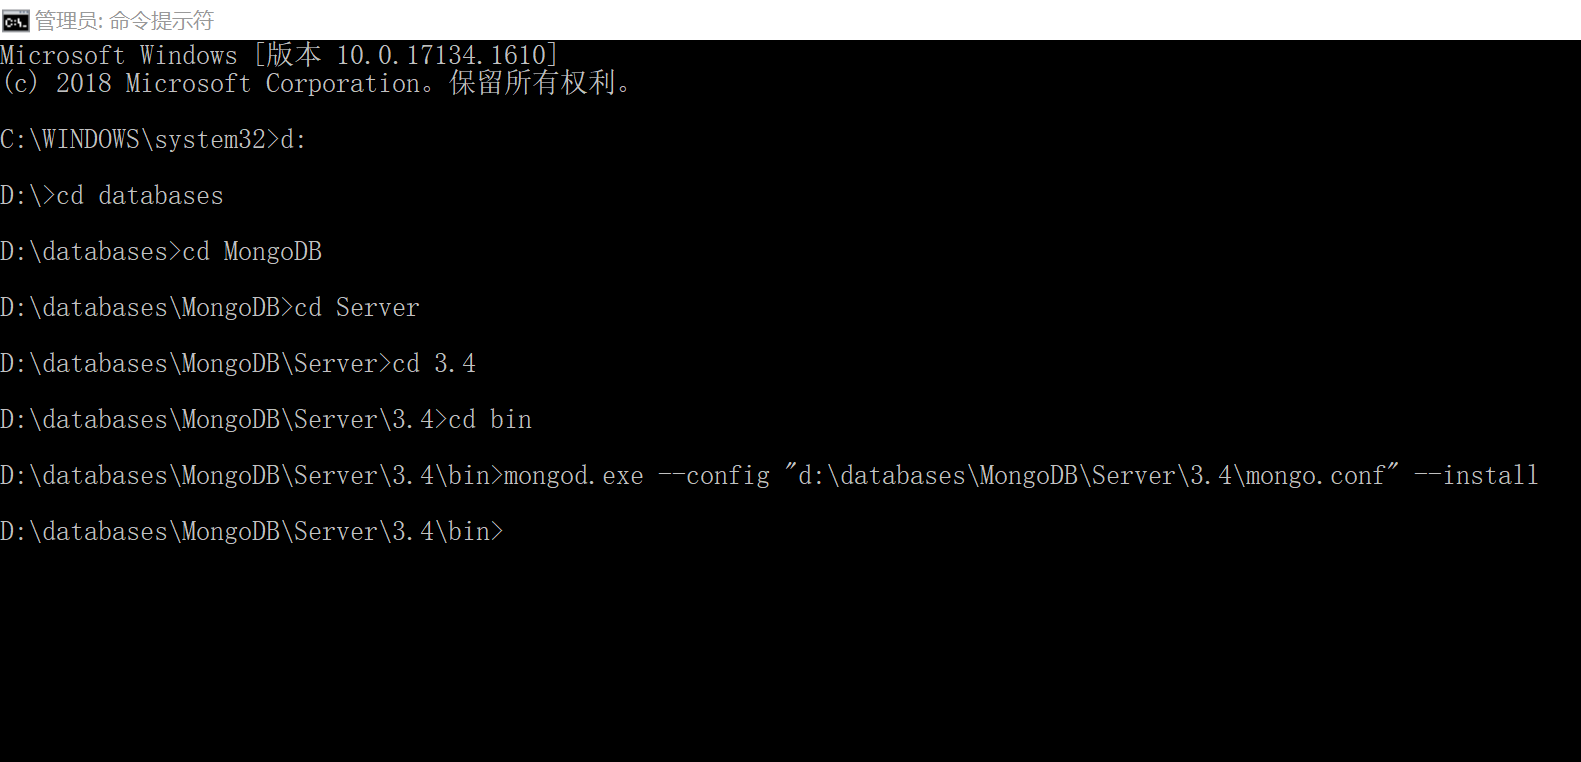 管理员: 命令提示符
Microsoft Windows [版本 10.0.17134.1610]
(c) 2018 Microsoft Corporation。保留所有权利。
C:\WINDOWS\system32>d:
D:\>cd databases
D:\databases>cd MongoDB
D:\databases\MongoDB>cd Server
D:\databases\MongoDB\Server>cd 3.4
D:\databases\MongoDB\Server\3.4>cd bin
D:\databases\MongoDB\Server\3.4\bin>mongod.exe --config "d:\databases\MongoDB\Server\3.4\mongo.conf" --install
D:\databases\MongoDB\Server\3.4\bin>